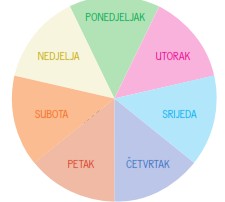 PONEDJELJAK
UTORAK
SRIJEDA
ČETVRTAK
PETAK
SUBOTA
NEDJELJA